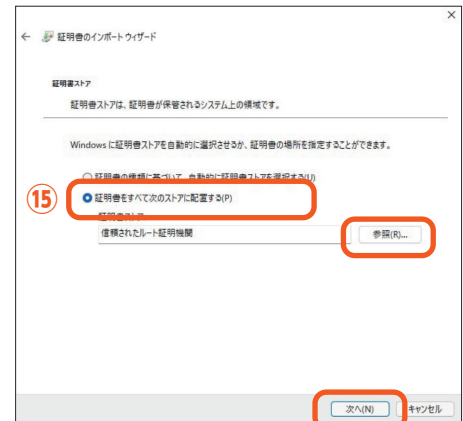 証明書のインポート ウィザード
証明書ストア
証明書ストアは、証明書が保管されるシステム上の領域です。
Windows に証明書ストアを自動的に選択させるか、証明書の場所を指定することができます。
証明書の種類に基づいて、自動的に証明書ストアを選択する(U)
⑮
証明書をすべて次のストアに配置する(P)
証明書ストア:
信頼されたルート証明機関
参照(R)...
次へ(N)
キャンセル